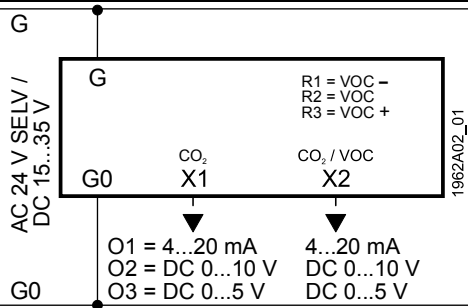 G
AC 24 V SELV /
DC 15...35 V
G
R1 = VOC –
R2 = VOC
R3 = VOC +
CO₂
CO₂ / VOC
G0
X1
X2
1962A02_01
O1 = 4...20 mA
O2 = DC 0...10 V
O3 = DC 0...5 V
4...20 mA
DC 0...10 V
DC 0...5 V
G0